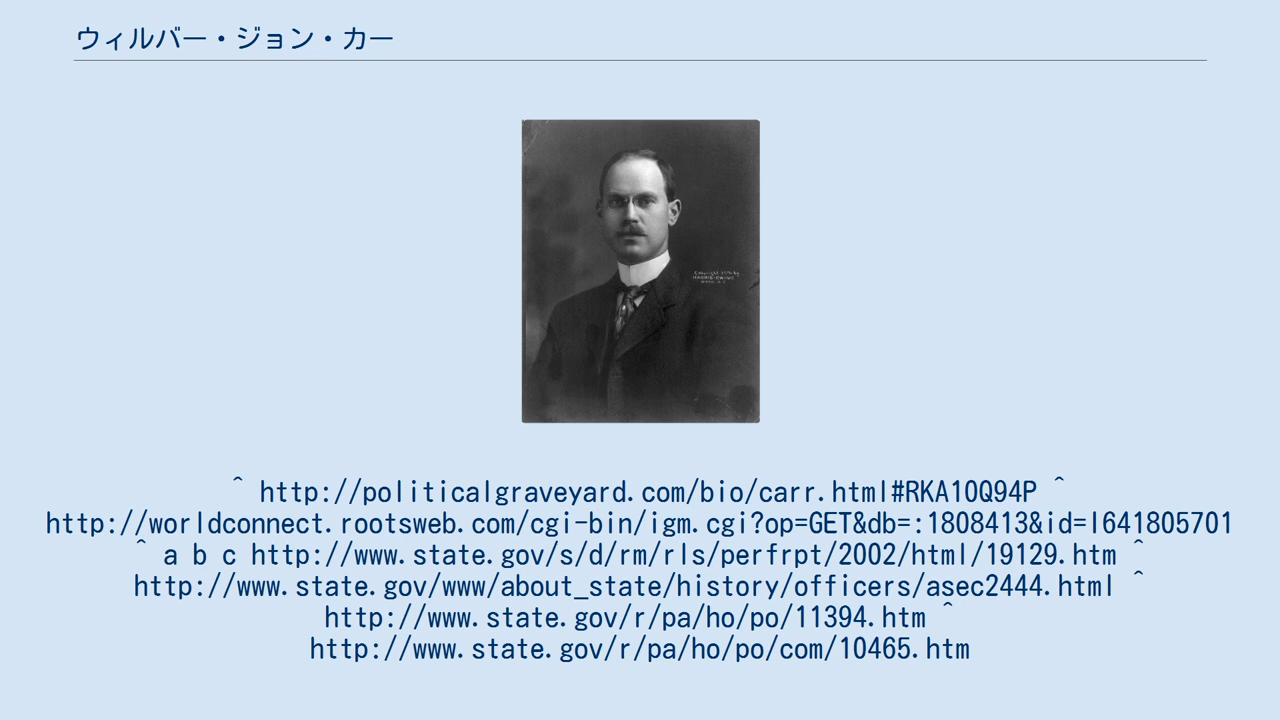 ウィルバー・ジョン・カー
^ http://politicalgraveyard.com/bio/carr.html#RKA10Q94P ^
http://worldconnect.rootsweb.com/cgi-bin/igm.cgi?op=GET&db=:1808413&id=I641805701
^ a b c http://www.state.gov/s/d/rm/rls/perfrpt/2002/html/19129.htm ^
http://www.state.gov/www/about_state/history/officers/asec2444.html ^
http://www.state.gov/r/pa/ho/po/11394.htm ^
http://www.state.gov/r/pa/ho/po/com/10465.htm